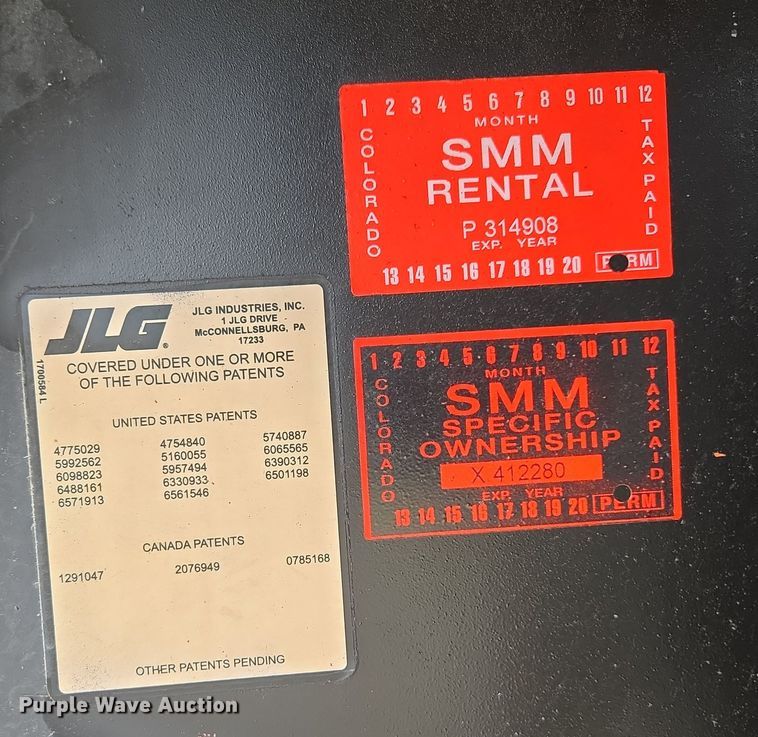 1 2 3 4 5 6 7 8 9 10 11 12
MONTH
COLORADO
SMM
RENTAL
TAX PAID
P 314908
EXP. YEAR
13 14 15 16 17 18 19 20 PERM
JLG®
JLG INDUSTRIES, INC.
1 JLG DRIVE
McCONNELLSBURG, PA
17233
1700584 L
COVERED UNDER ONE OR MORE
OF THE FOLLOWING PATENTS
UNITED STATES PATENTS
4775029 4754840 5740887
5992562 5160055 6065565
6098823 5957494 6390312
6488161 6330933 6501198
6571913 6561546
CANADA PATENTS
1291047 2076949 0785168
OTHER PATENTS PENDING
1 2 3 4 5 6 7 8 9 10 11 12
MONTH
COLORADO
SMM
SPECIFIC
OWNERSHIP
TAX PAID
X 412280
EXP. YEAR
13 14 15 16 17 18 19 20 PERM
Purple Wave Auction